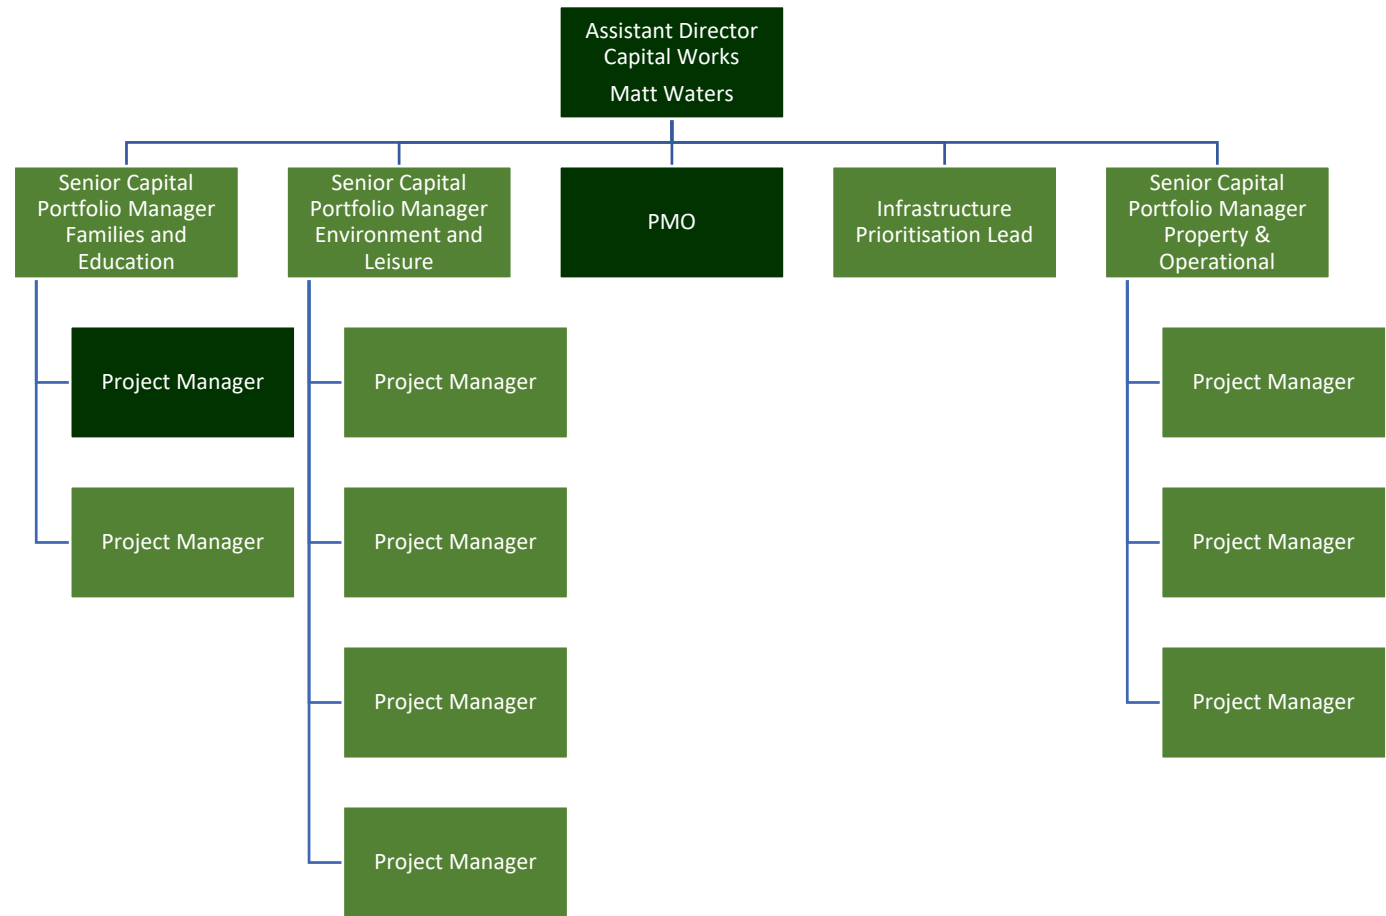 Assistant Director
Capital Works
Matt Waters
Senior Capital
Portfolio Manager
Families and
Education
Senior Capital
Portfolio Manager
Environment and
Leisure
PMO
Infrastructure
Prioritisation Lead
Senior Capital
Portfolio Manager
Property &
Operational
Project Manager
Project Manager
Project Manager
Project Manager
Project Manager
Project Manager
Project Manager
Project Manager
Project Manager